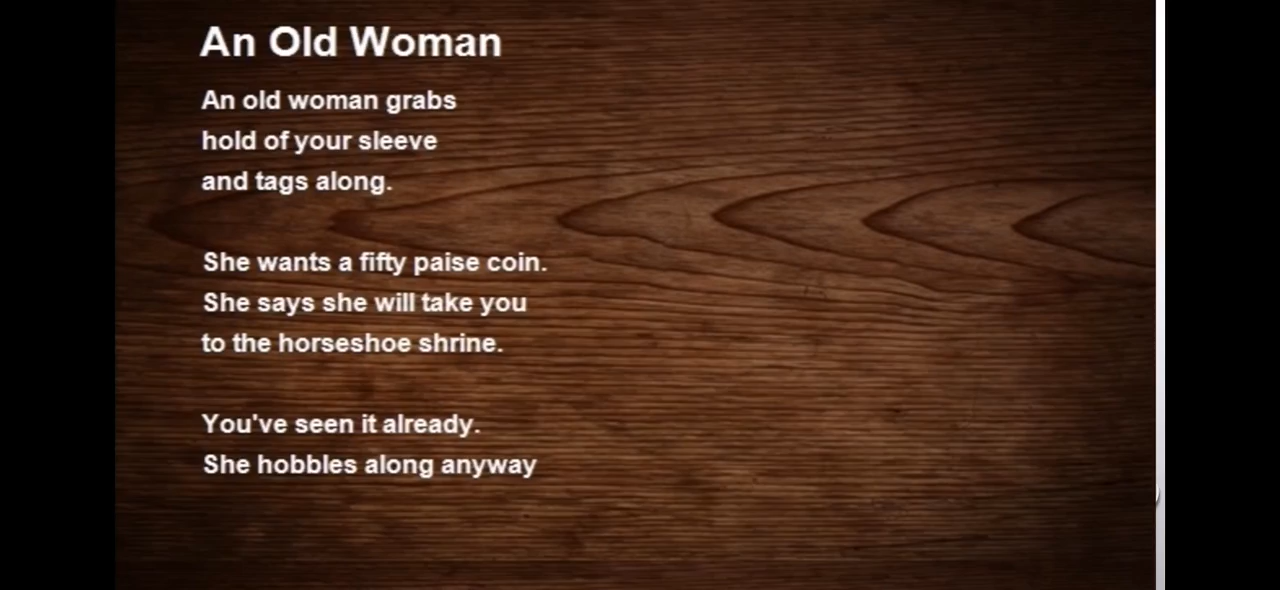 An Old Woman
An old woman grabs
hold of your sleeve
and tags along.
She wants a fifty paise coin.
She says she will take you
to the horseshoe shrine.
You've seen it already.
She hobbles along anyway